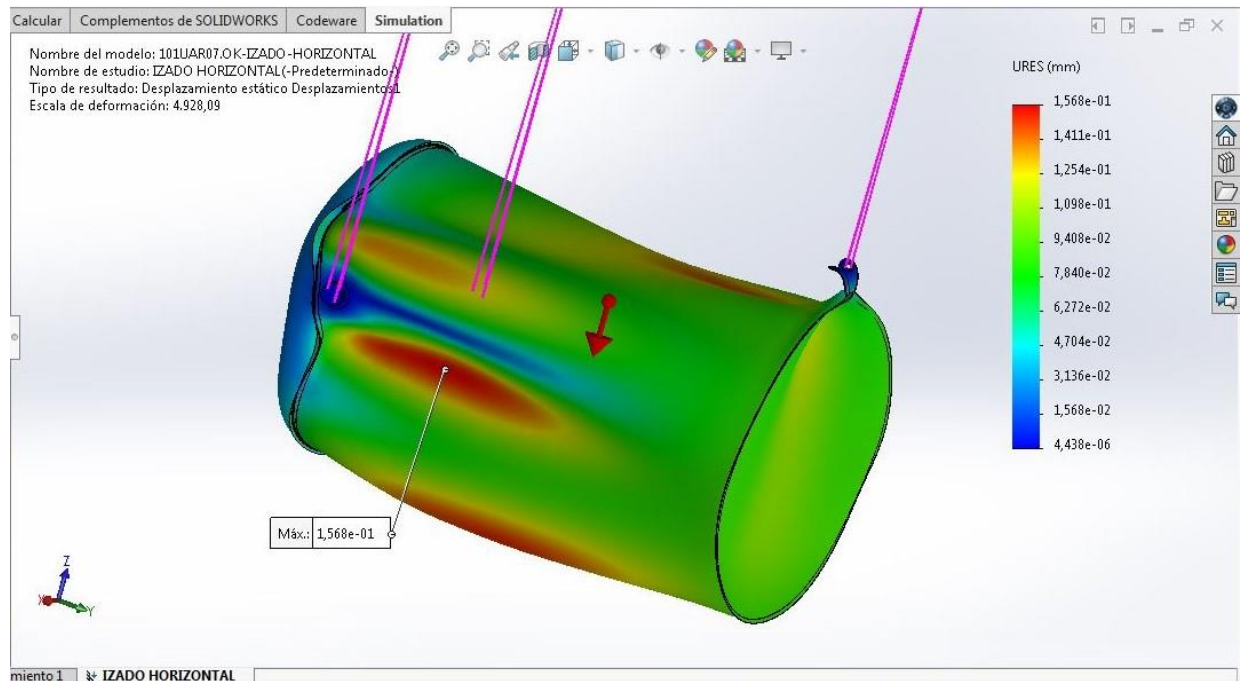 Calcular
Complementos de SOLIDWORKS
Codeware
Simulation
Nombre del modelo: 101UAR07.OK-IZADO-HORIZONTAL
Nombre de estudio: IZADO HORIZONTAL(-Predeterminado-)
Tipo de resultado: Desplazamiento estático Desplazamientos1
Escala de deformación: 4.928,09
URES (mm)
1,568e-01
1,411e-01
1,254e-01
1,098e-01
9,408e-02
7,840e-02
6,272e-02
4,704e-02
3,136e-02
1,568e-02
4,438e-06
Máx.: 1,568e-01
Z
X
Y
miento 1
IZADO HORIZONTAL